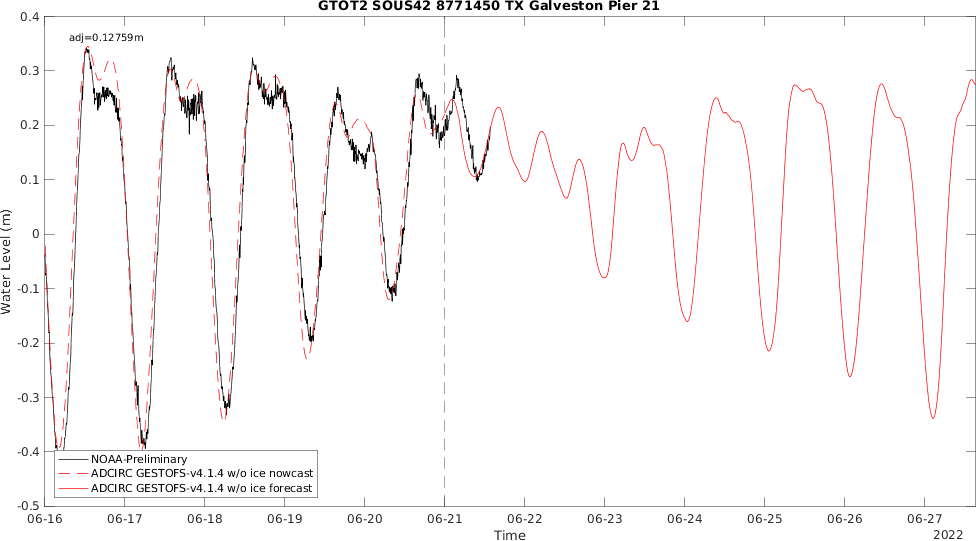 GTOT2 SOUS42 8771450 TX Galveston Pier 21
adj=0.12759m
0.4
0.3
0.2
0.1
0
-0.1
-0.2
-0.3
-0.4
-0.5
Water Level (m)
NOAA-Preliminary
ADCIRC GESTOFS-v4.1.4 w/o ice nowcast
ADCIRC GESTOFS-v4.1.4 w/o ice forecast
06-16 06-17 06-18 06-19 06-20 06-21 06-22 06-23 06-24 06-25 06-26 06-27
Time
2022